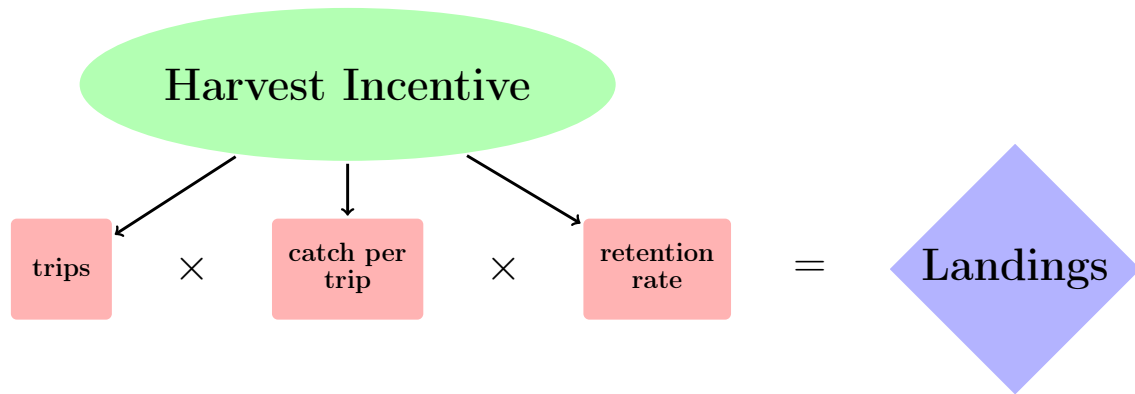 Harvest Incentive
trips × catch per trip × retention rate = Landings